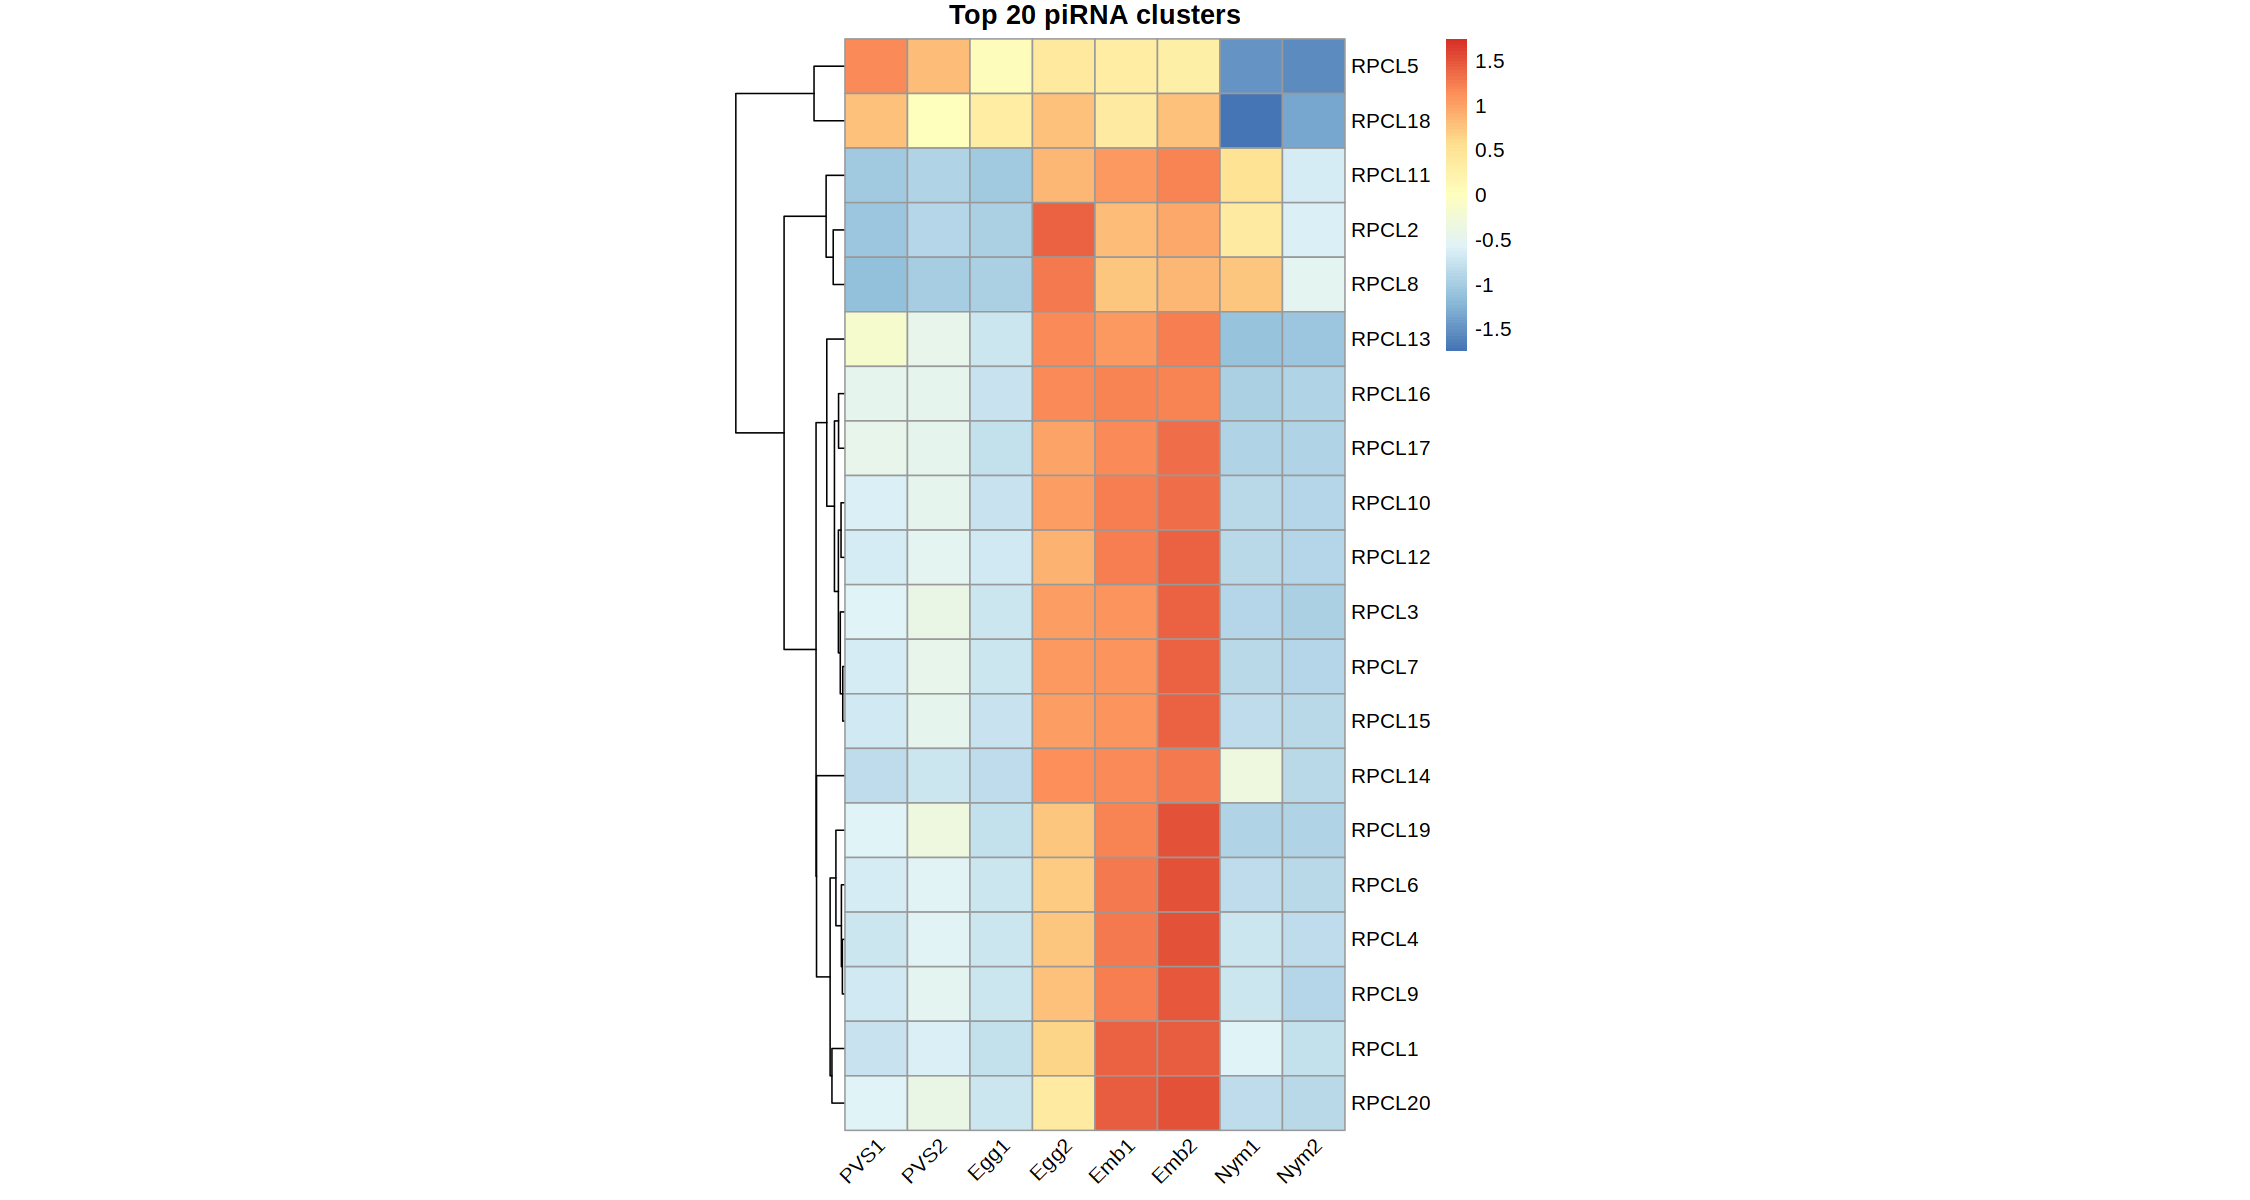 Top 20 piRNA clusters
RPCL5
RPCL18
RPCL11
RPCL2
RPCL8
RPCL13
RPCL16
RPCL17
RPCL10
RPCL12
RPCL3
RPCL7
RPCL15
RPCL14
RPCL19
RPCL6
RPCL4
RPCL9
RPCL1
RPCL20
1.5
1
0.5
0
-0.5
-1
-1.5
PVS1
PVS2
Egg1
Egg2
Emb1
Emb2
Nym1
Nym2